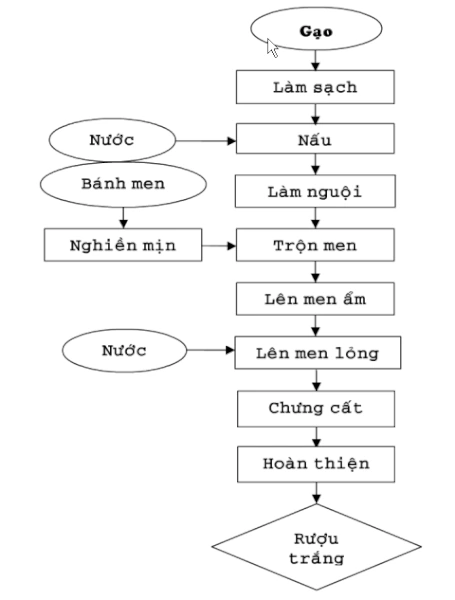 Gạo
Làm sạch
Nước
Nấu
Bánh men
Làm nguội
Nghiền mịn
Trộn men
Lên men ẩm
Nước
Lên men lỏng
Chưng cất
Hoàn thiện
Rượu
trắng